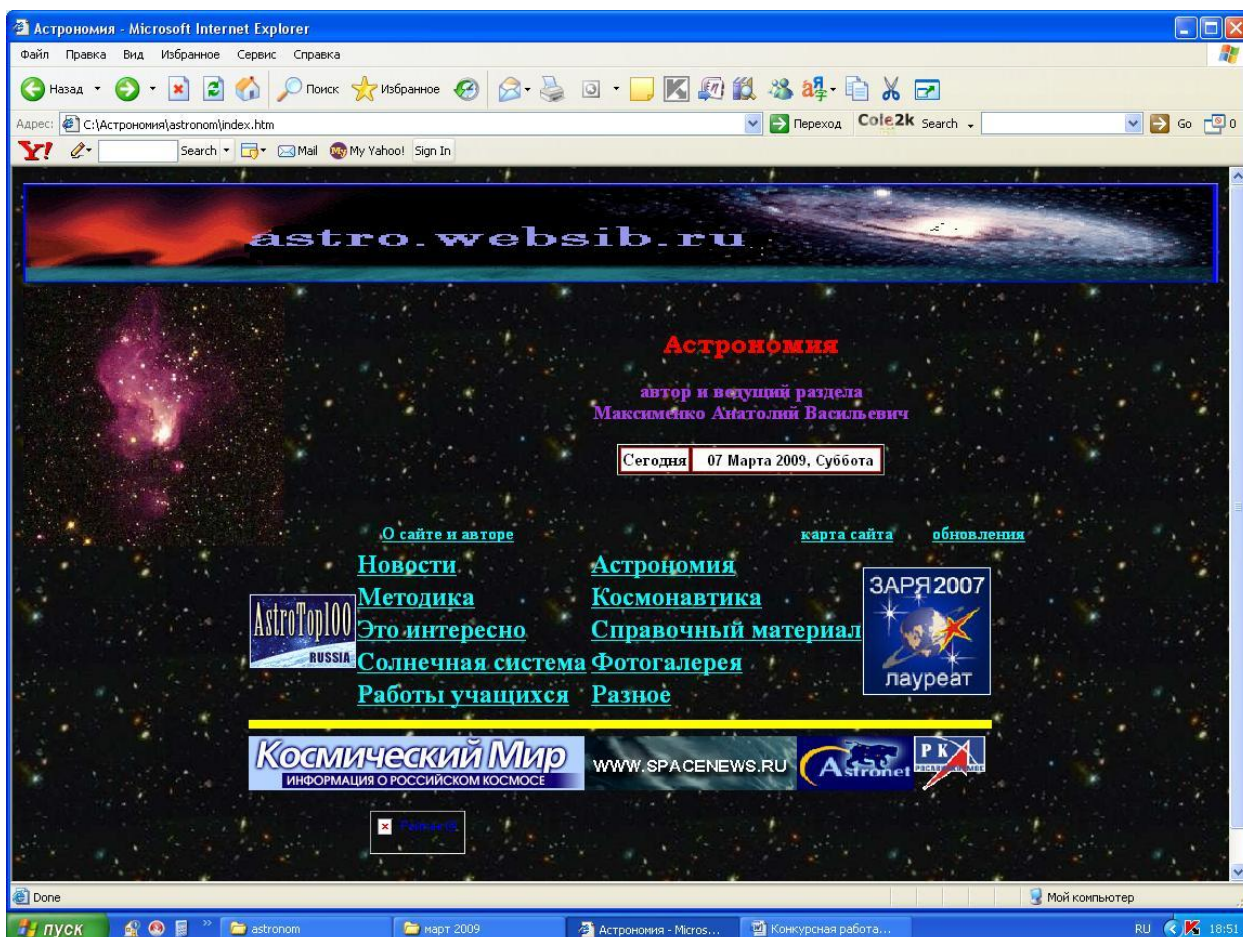 Астрономия - Microsoft Internet Explorer
Файл Правка Вид Избранное Сервис Справка
Назад Поиск Избранное
Адрес: C:\Астрономия\astronom\index.htm Переход Cole2k Search Go 0
Y! Search Mail My Yahoo! Sign In
astro.websib.ru
Астрономия
автор и ведущий раздела
Максименко Анатолий Васильевич
Сегодня 07 Марта 2009, Суббота
О сайте и авторе карта сайта обновления
Новости Астрономия
Методика Космонавтика
Это интересно Справочный материал
Солнечная система Фотогалерея
Работы учащихся Разное
AstroTop100
RUSSIA
ЗАРЯ 2007
лауреат
Космический Мир
ИНФОРМАЦИЯ О РОССИЙСКОМ КОСМОСЕ
WWW.SPACENEWS.RU
Astronet
РКА
Done Мой компьютер
пуск astronom март 2009 Астрономия - Micros... Конкурсная работа... RU 18:51